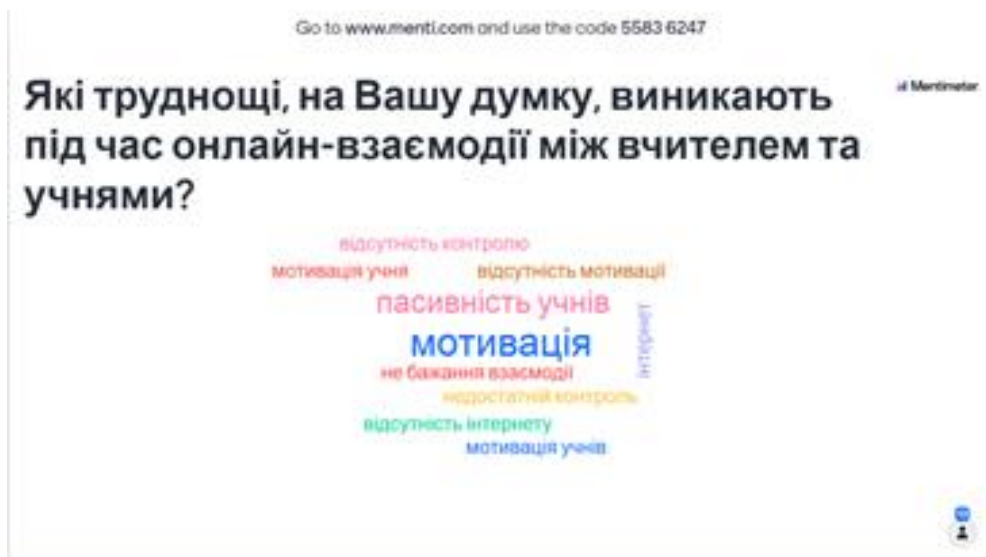 Go to www.menti.com and use the code 5583 6247
Mentimeter
Які труднощі, на Вашу думку, виникають
під час онлайн-взаємодії між вчителем та
учнями?
відсутність контролю
мотивація учня
відсутність мотивації
пасивність учнів
інтернет
мотивація
не бажання взаємодії
недостатній контроль
відсутність інтернету
мотивація учнів